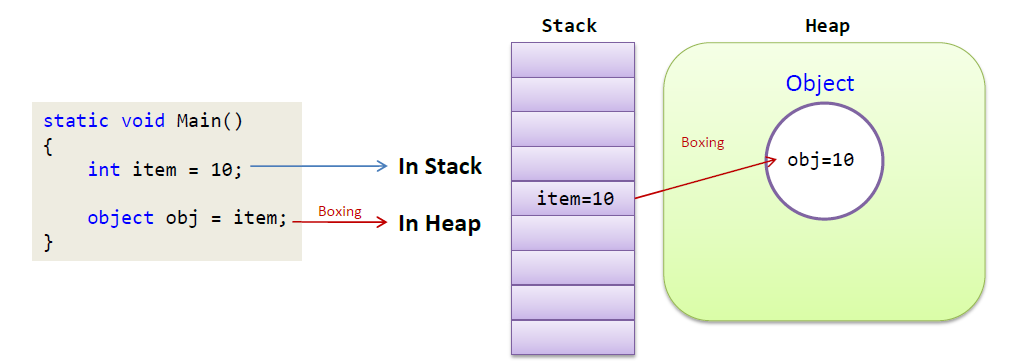 static void Main()
{
int item = 10;
In Stack
object obj = item;
Boxing
In Heap
}
Stack
item=10
Heap
Object
Boxing
obj=10